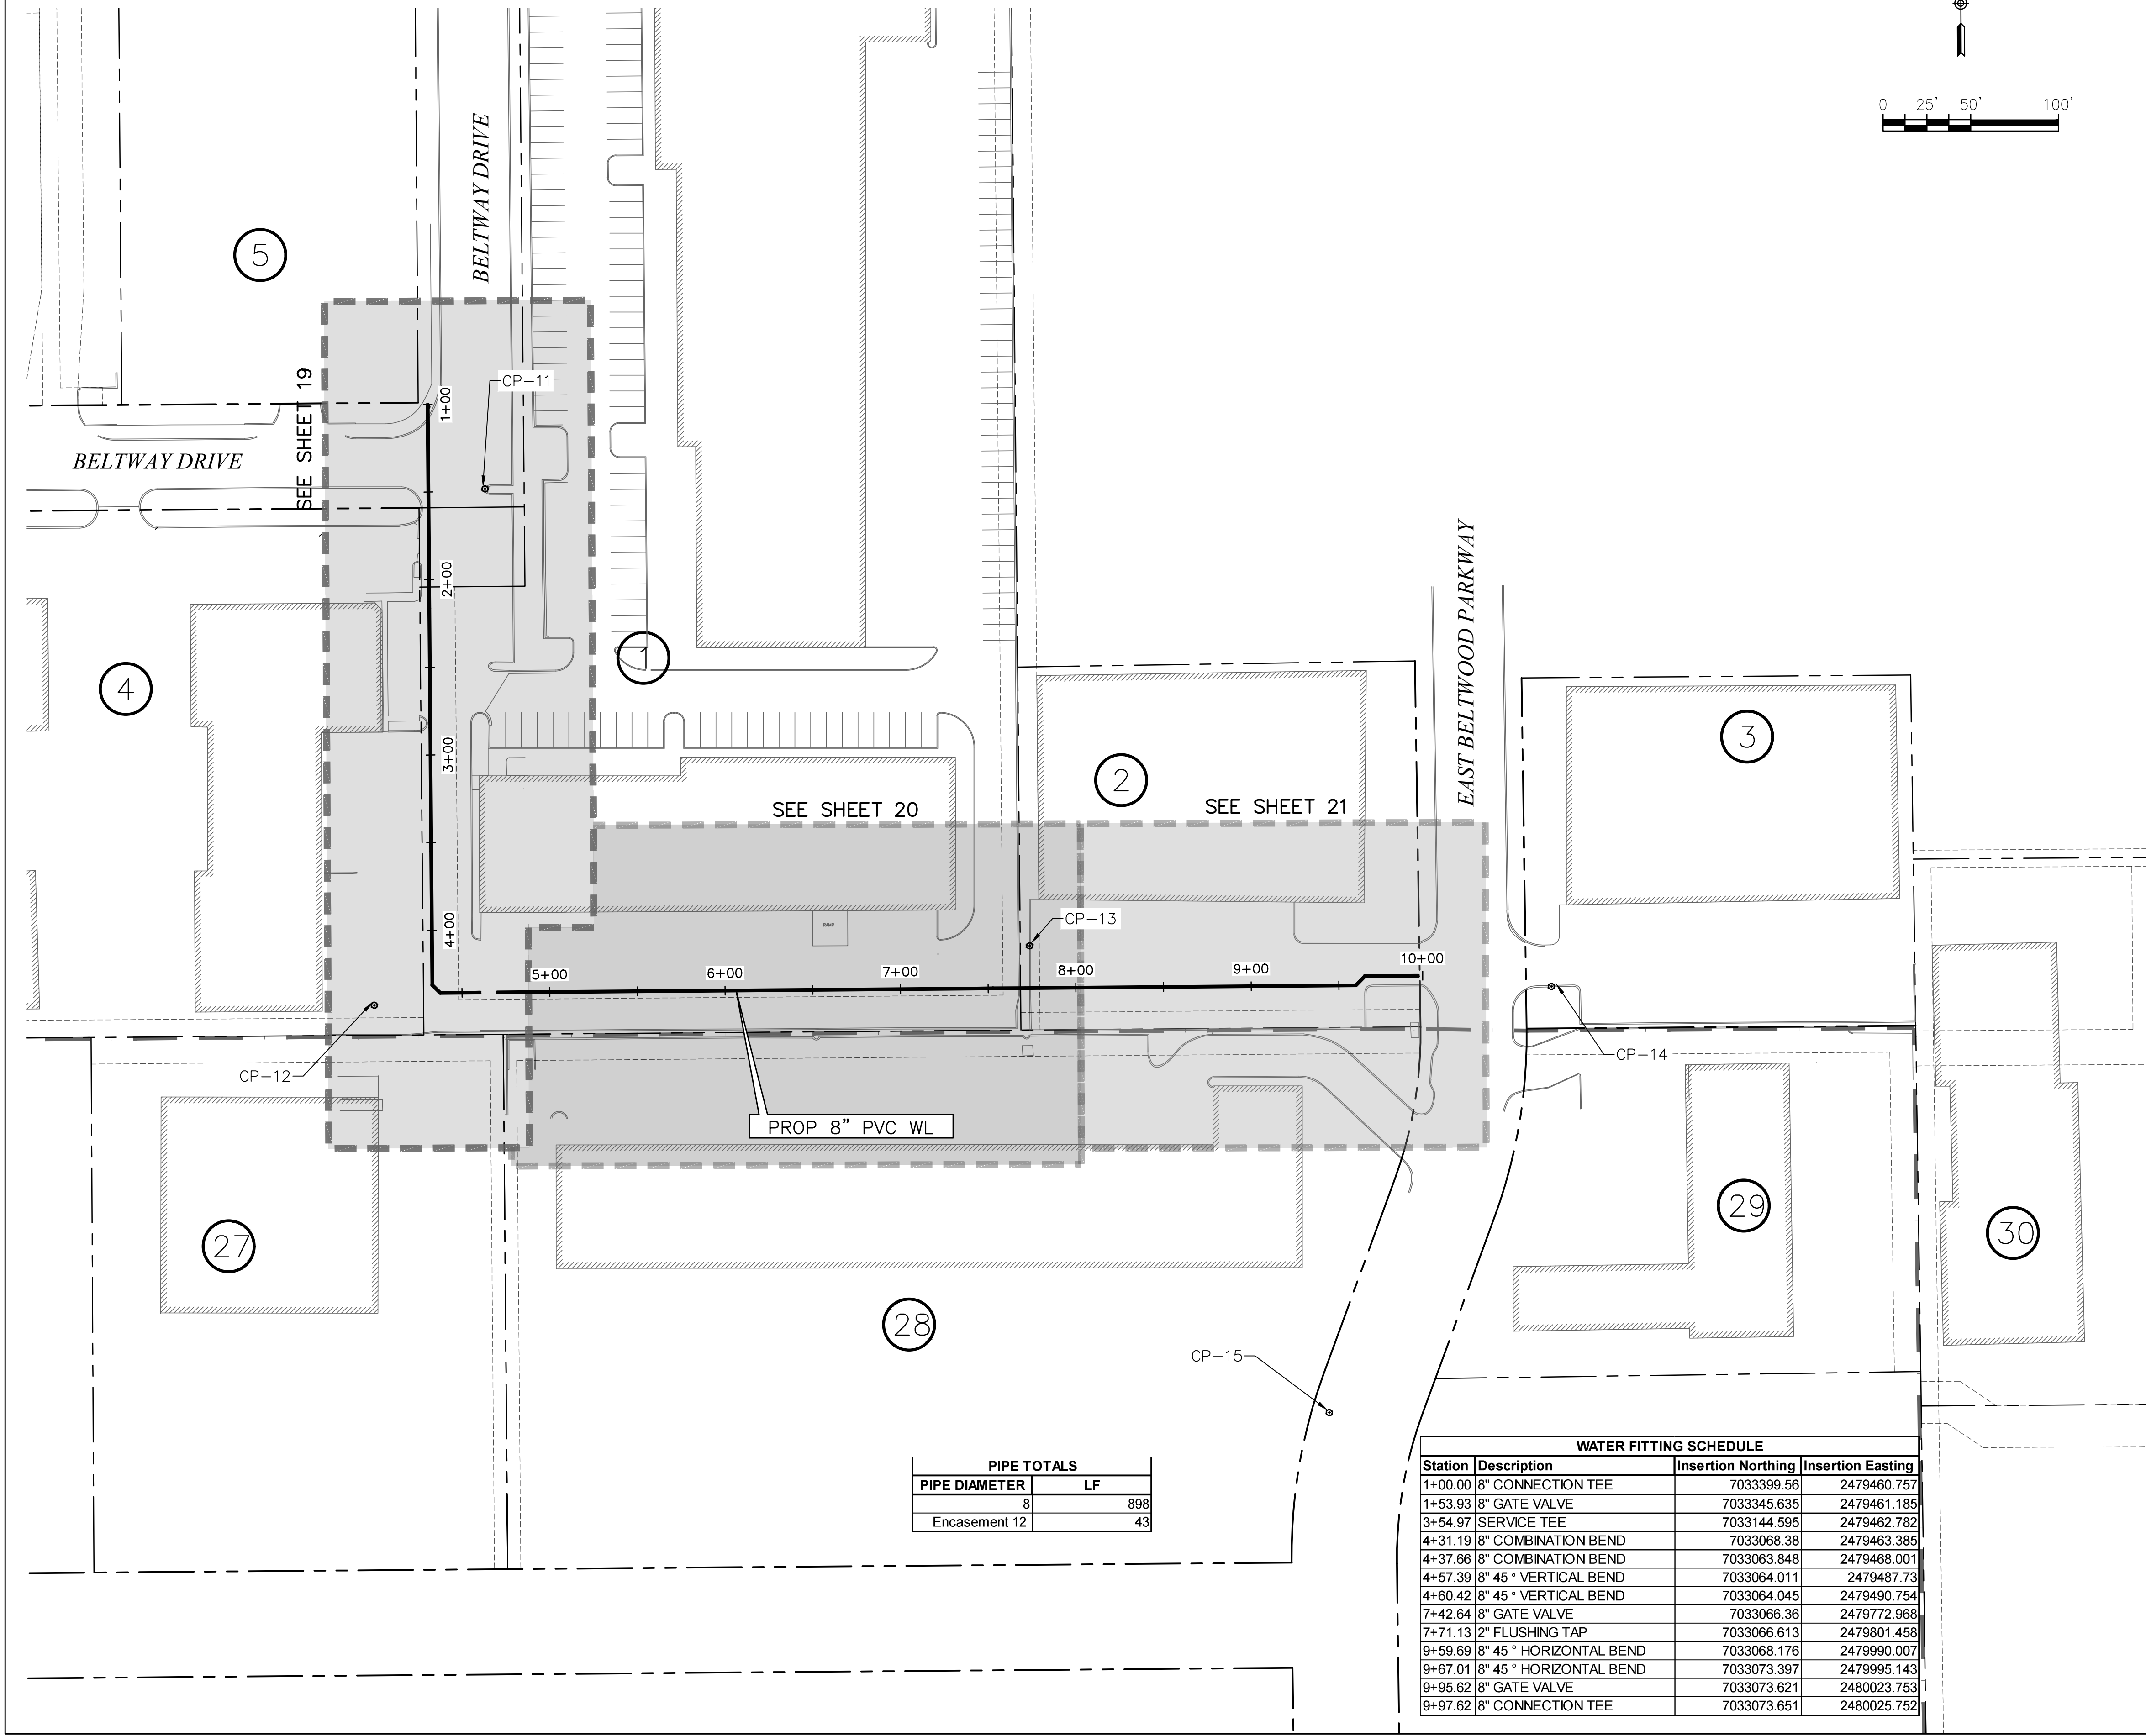 0 25' 50' 100'
BELTWAY DRIVE
5
SEE SHEET 19
CP-11
1+00
BELTWAY DRIVE
2+00
EAST BELTWOOD PARKWAY
1
4
3+00
2
3
SEE SHEET 20
SEE SHEET 21
4+00
CP-13
5+00
6+00
7+00
8+00
9+00
10+00
CP-12
CP-14
PROP 8" PVC WL
27
28
29
30
CP-15
PIPE TOTALS
PIPE DIAMETER LF
8 898
Encasement 12 43
WATER FITTING SCHEDULE
Station Description Insertion Northing Insertion Easting
1+00.00 8" CONNECTION TEE 7033399.56 2479460.757
1+53.93 8" GATE VALVE 7033345.635 2479461.185
3+54.97 SERVICE TEE 7033144.595 2479462.782
4+31.19 8" COMBINATION BEND 7033068.38 2479463.385
4+37.66 8" COMBINATION BEND 7033063.848 2479468.001
4+57.39 8" 45 ° VERTICAL BEND 7033064.011 2479487.73
4+60.42 8" 45 ° VERTICAL BEND 7033064.045 2479490.754
7+42.64 8" GATE VALVE 7033066.36 2479772.968
7+71.13 2" FLUSHING TAP 7033066.613 2479801.458
9+59.69 8" 45 ° HORIZONTAL BEND 7033068.176 2479990.007
9+67.01 8" 45 ° HORIZONTAL BEND 7033073.397 2479995.143
9+95.62 8" GATE VALVE 7033073.621 2480023.753
9+97.62 8" CONNECTION TEE 7033073.651 2480025.752